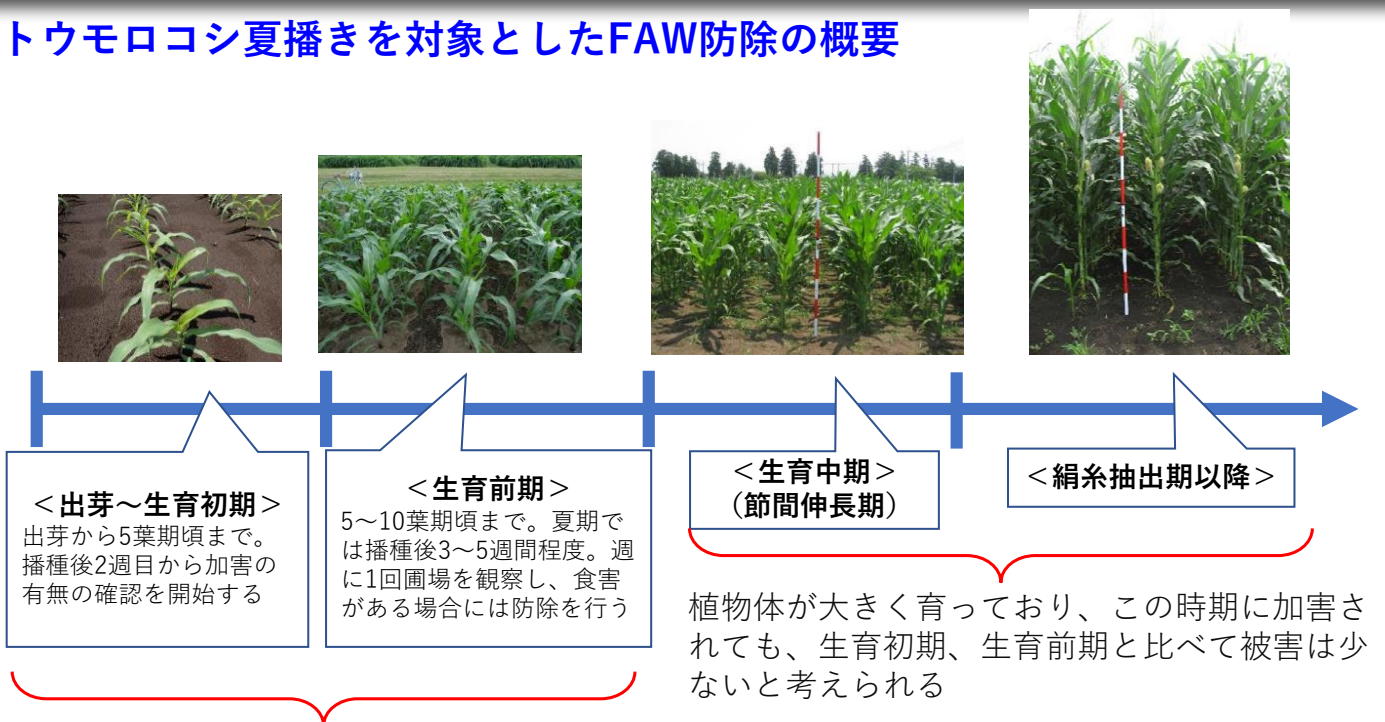 トウモロコシ夏播きを対象としたFAW防除の概要
＜出芽～生育初期＞
出芽から5葉期頃まで。
播種後2週目から加害の
有無の確認を開始する
＜生育前期＞
5～10葉期頃まで。夏期で
は播種後3～5週間程度。週
に1回圃場を観察し、食害
がある場合には防除を行う
＜生育中期＞
（節間伸長期）
＜絹糸抽出期以降＞
植物体が大きく育っており、この時期に加害さ
れても、生育初期、生育前期と比べて被害は少
ないと考えられる